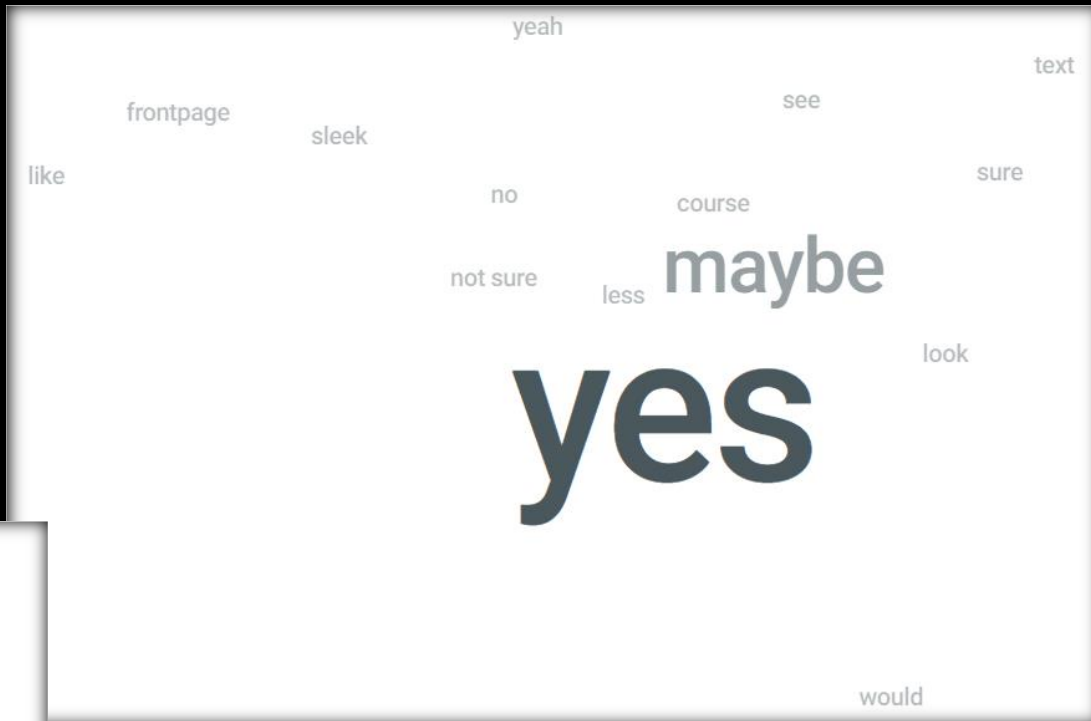 yeah
text
see
frontpage
sleek
sure
like
no
course
maybe
not sure
less
look
yes
would